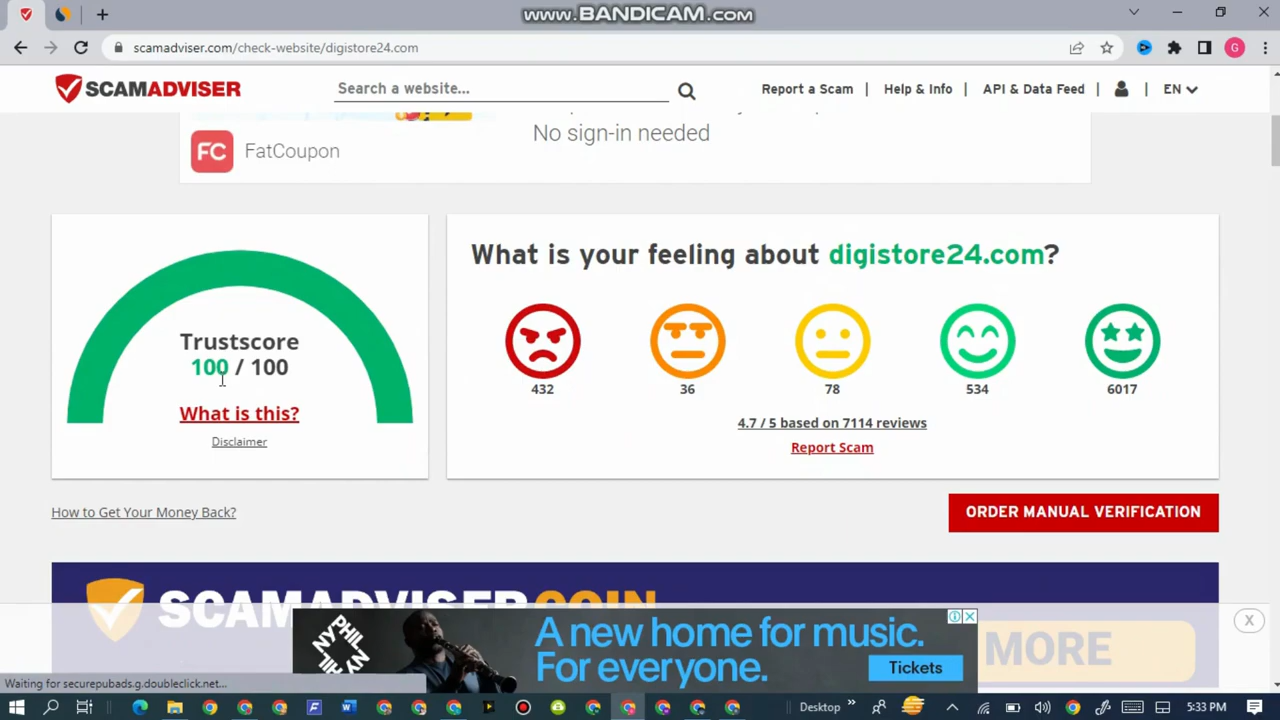 www.BANDICAM.com
scamadviser.com/check-website/digistore24.com
G
SCAMADVISER
Search a website...
Report a Scam
Help & Info
API & Data Feed
EN
No sign-in needed
FC
FatCoupon
Trustscore
100 / 100
What is this?
Disclaimer
What is your feeling about digistore24.com?
432
36
78
534
6017
4.7 / 5 based on 7114 reviews
Report Scam
How to Get Your Money Back?
ORDER MANUAL VERIFICATION
SCAMADVISER COIN
MORE
X
NYPHIL
A new home for music.
For everyone.
Tickets
Waiting for securepubads.g.doubleclick.net...
Desktop
5:33 PM